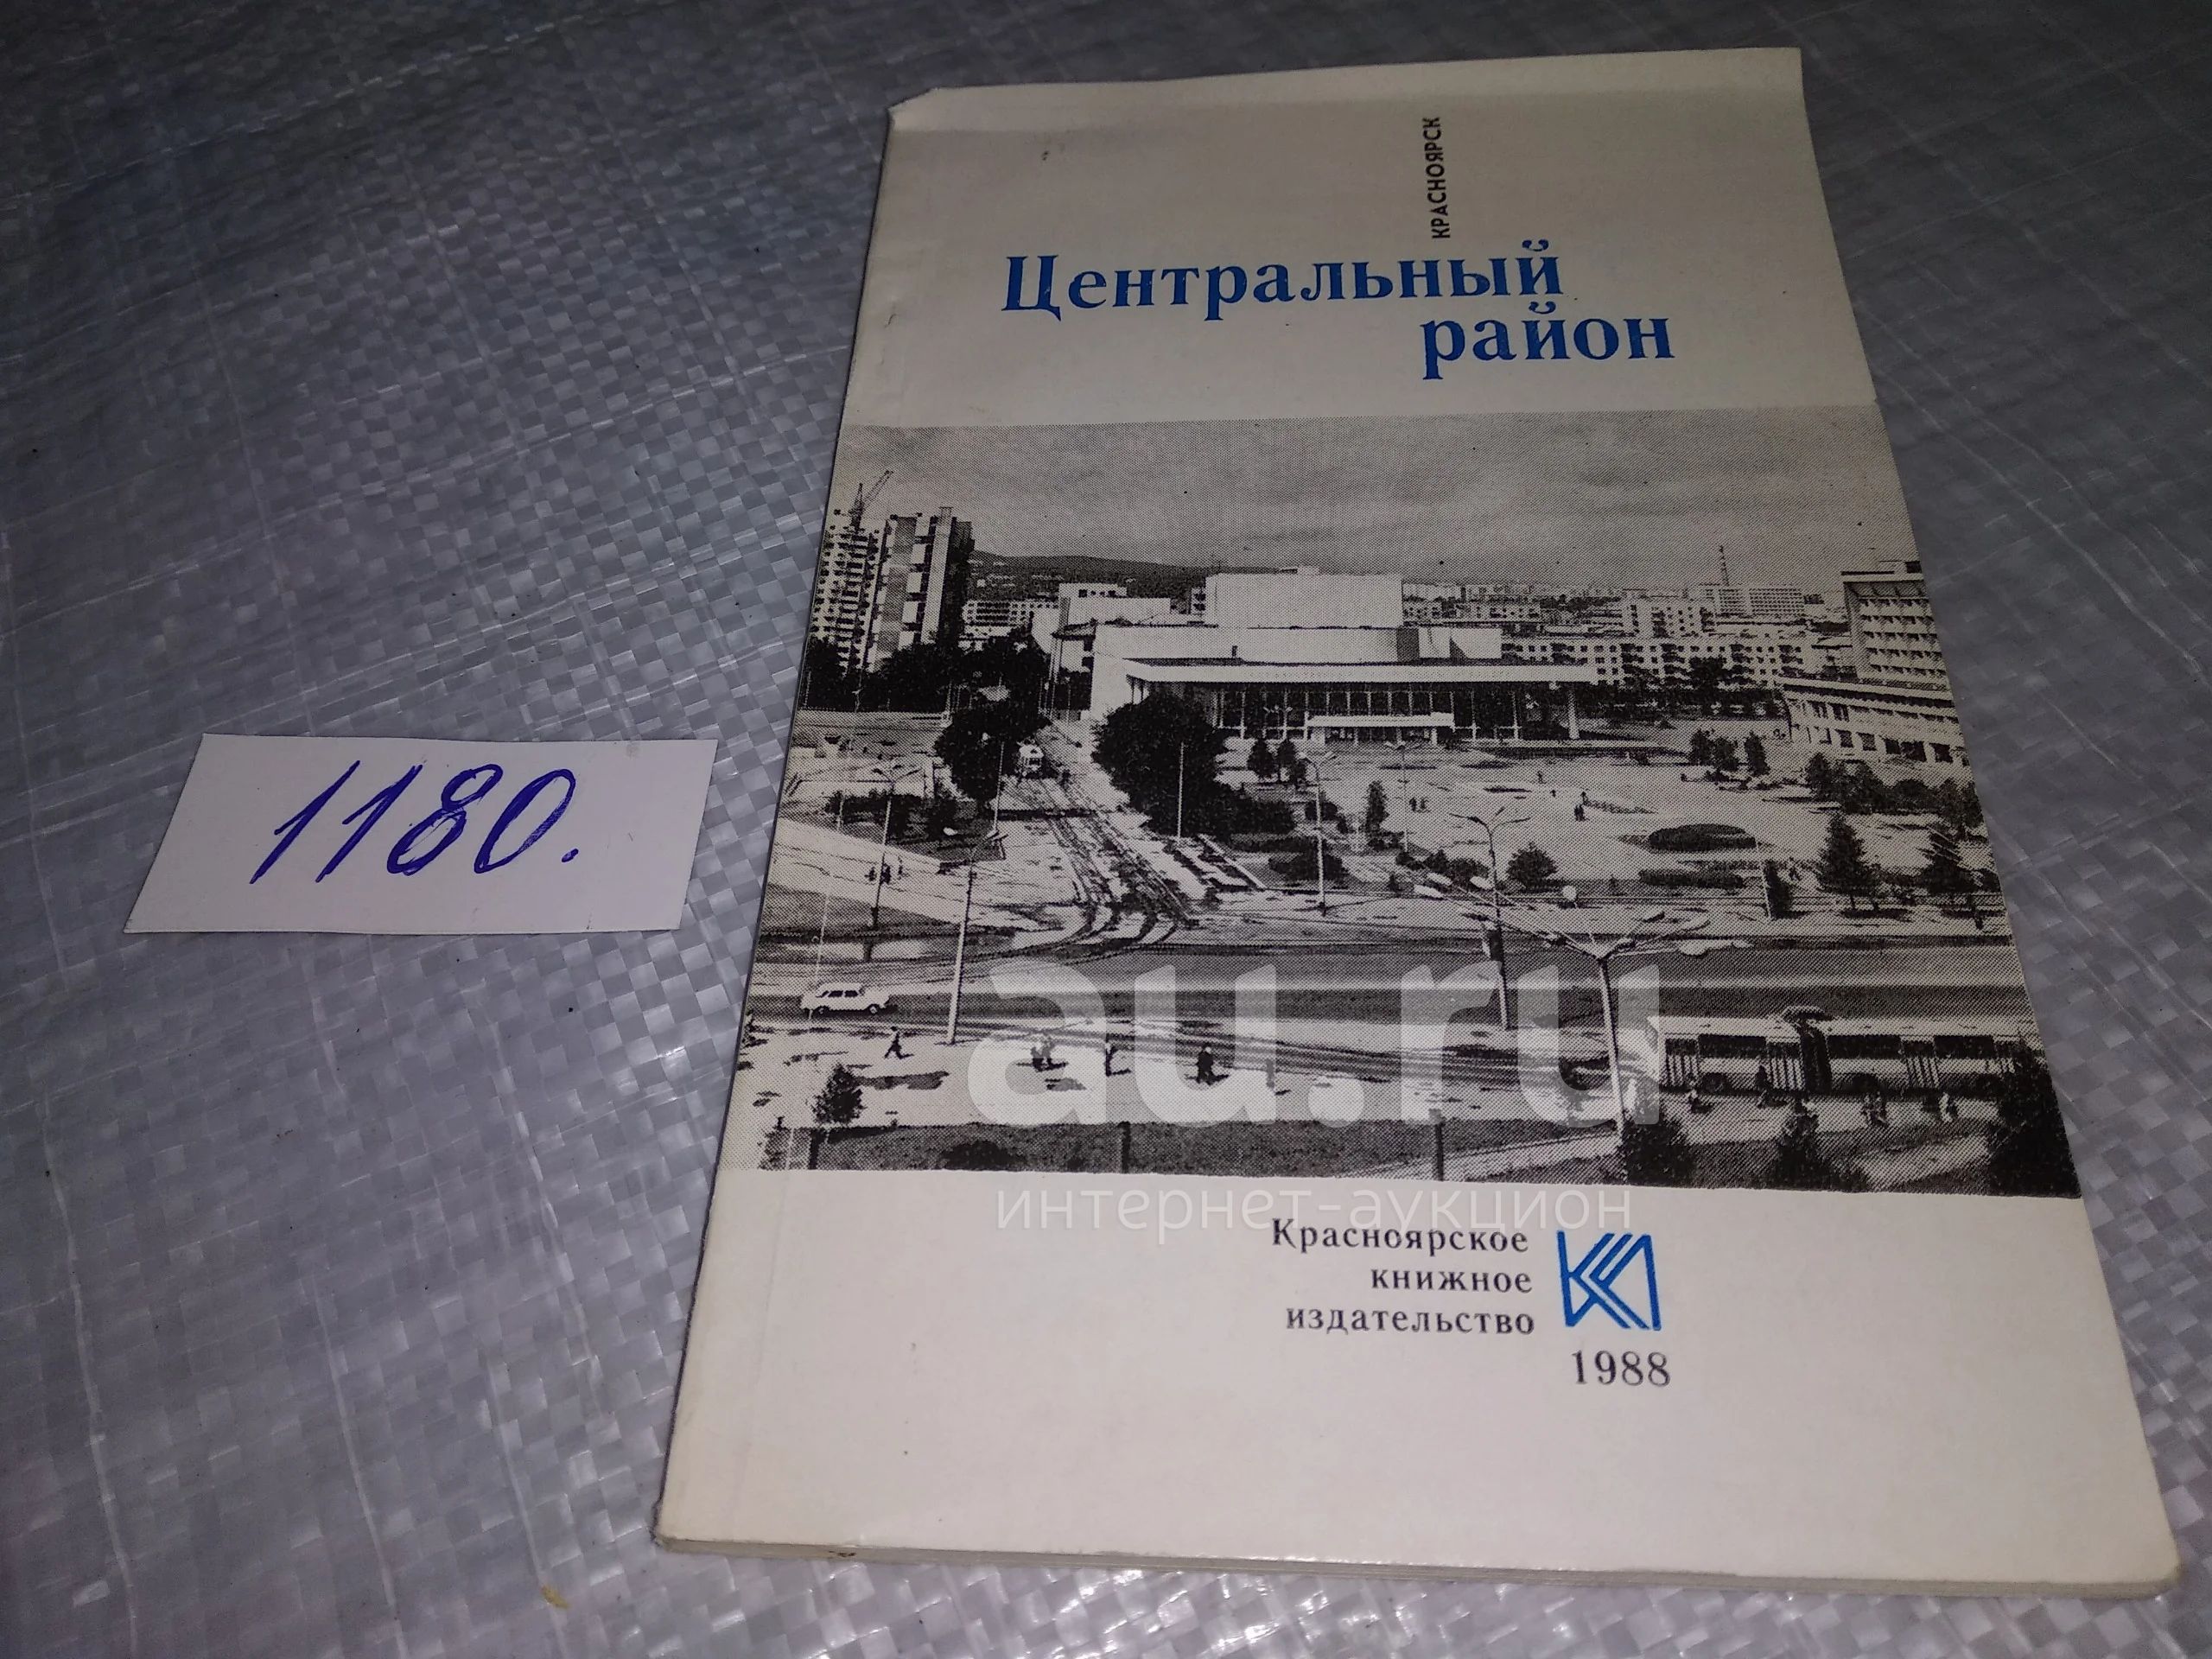 КРАСНОЯРСК
Центральный
район
1180.
au.ru
интернет-аукцион
Красноярское
книжное
издательство
1988